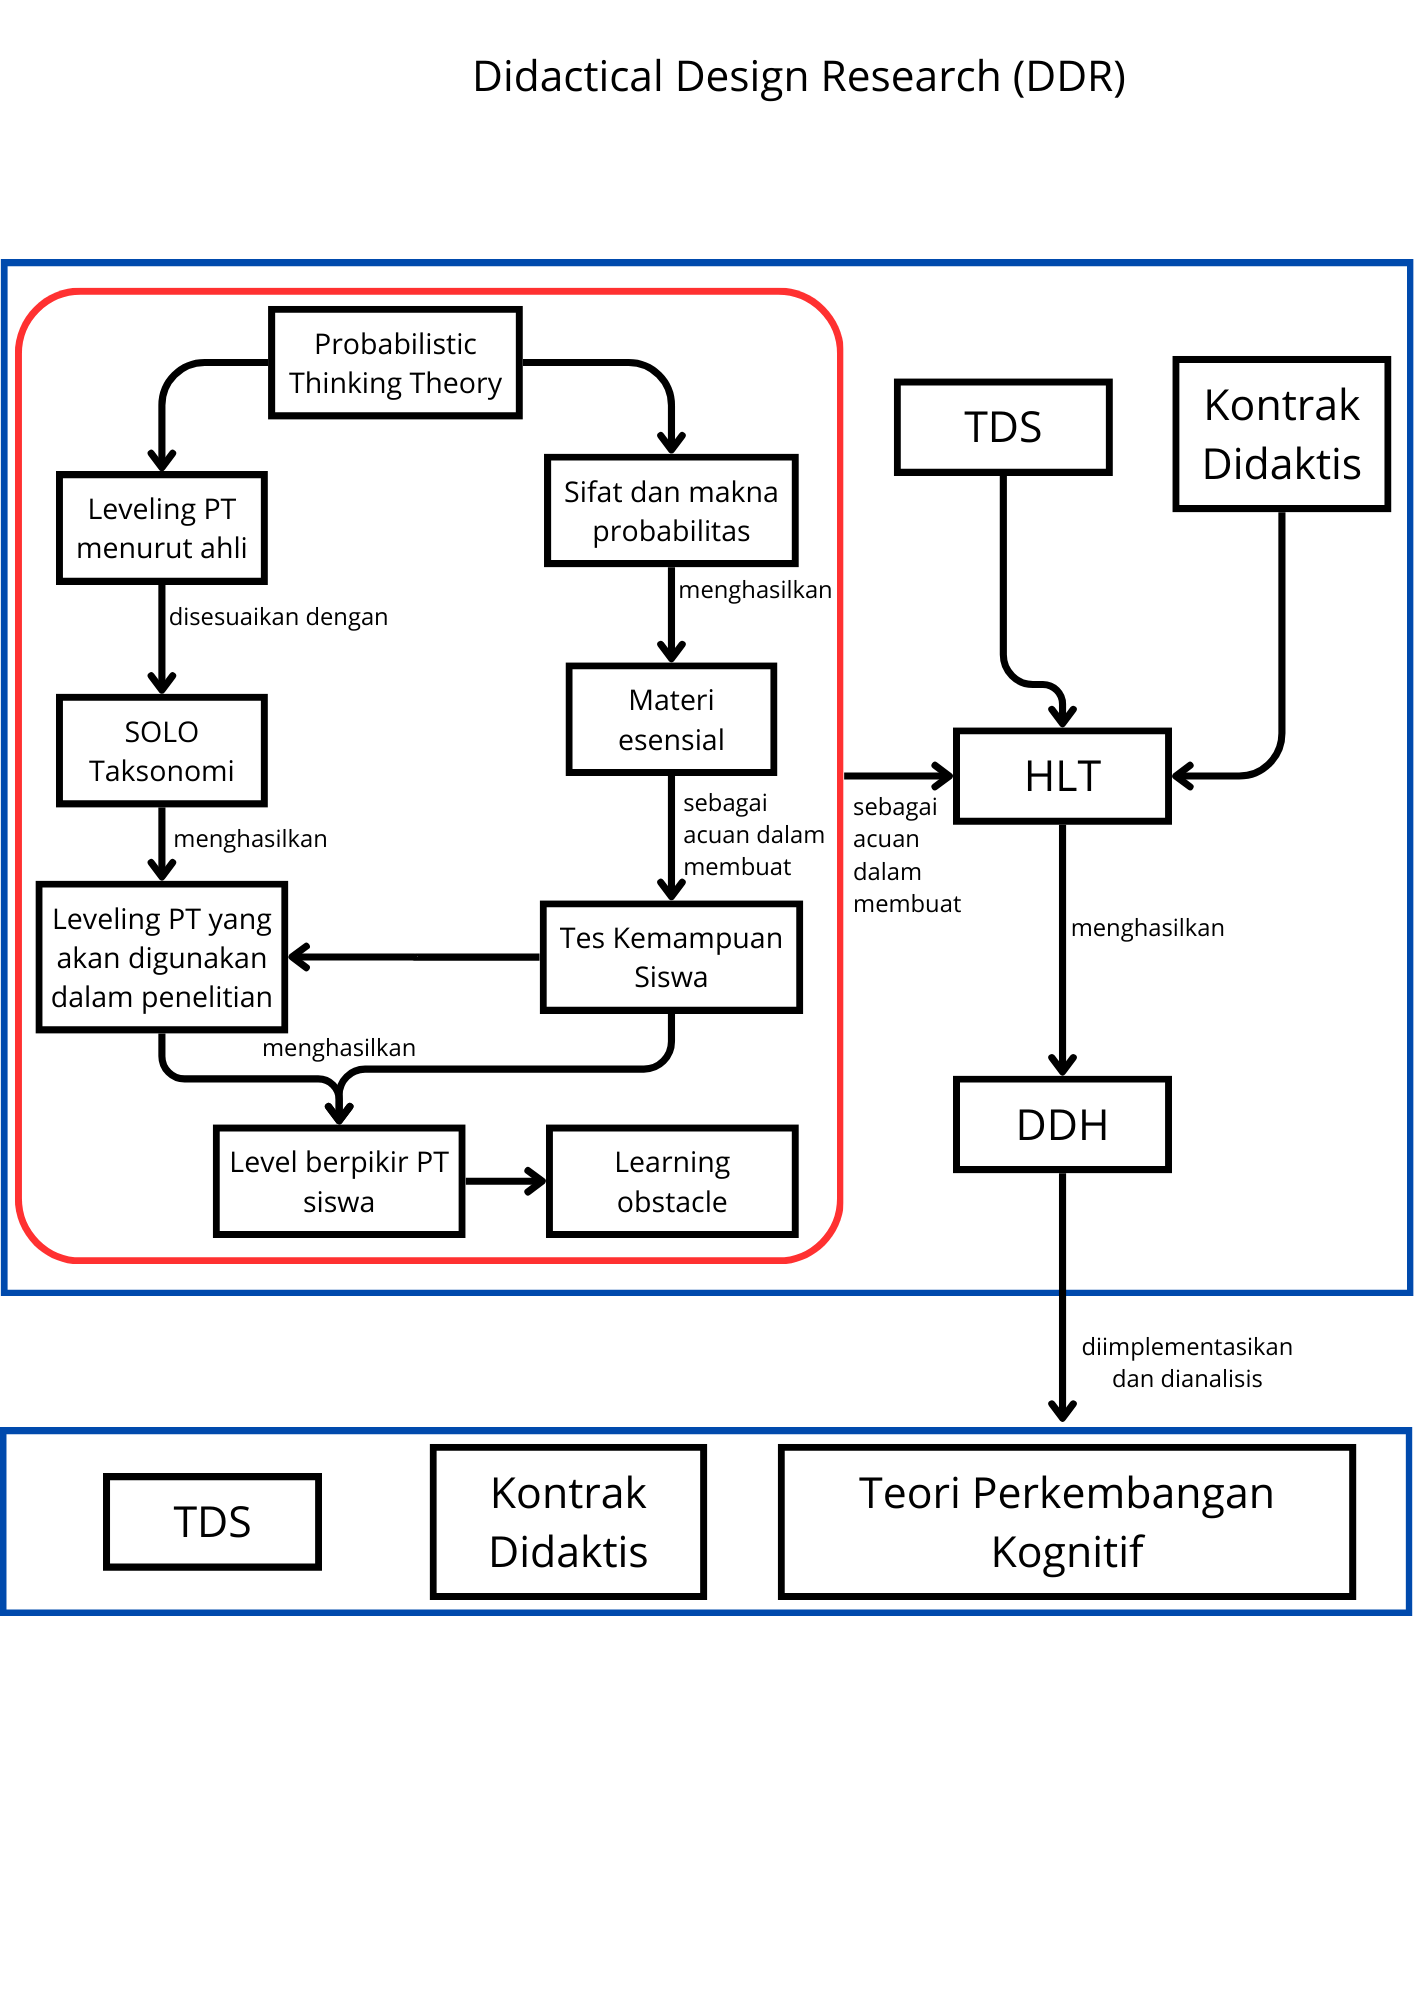 Didactical Design Research (DDR)
Probabilistic
Thinking Theory
Leveling PT
menurut ahli
disesuaikan dengan
SOLO
Taksonomi
menghasilkan
Leveling PT yang
akan digunakan
dalam penelitian
Sifat dan makna
probabilitas
menghasilkan
Materi
esensial
sebagai
acuan dalam
membuat
Tes Kemampuan
Siswa
menghasilkan
Level berpikir PT
siswa
Learning
obstacle
sebagai
acuan
dalam
membuat
TDS
Kontrak
Didaktis
HLT
menghasilkan
DDH
diimplementasikan
dan dianalisis
TDS
Kontrak
Didaktis
Teori Perkembangan
Kognitif